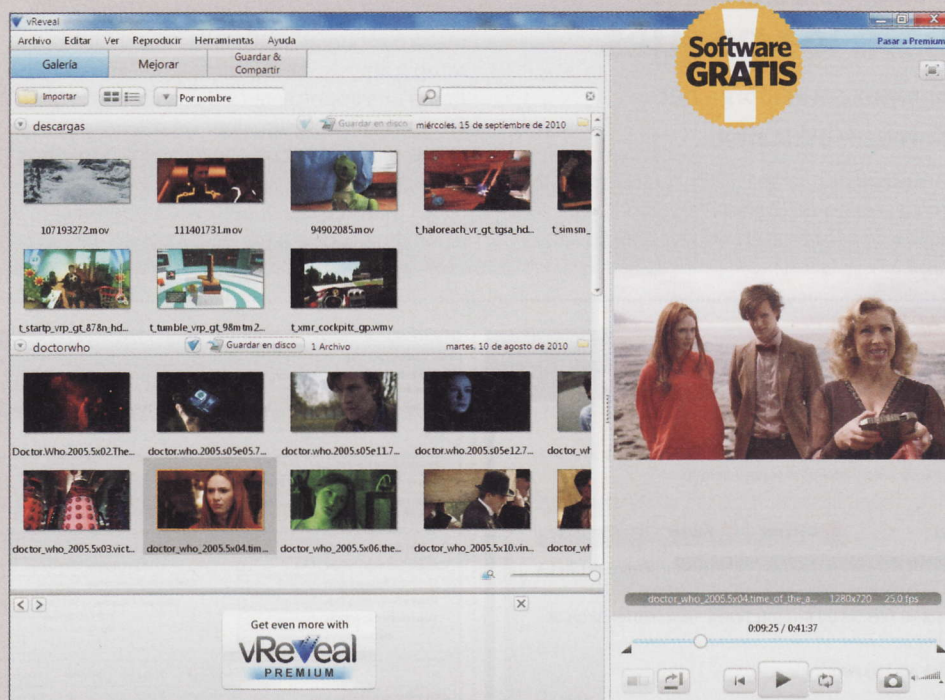 vReveal
Archivo Editar Ver Reproducir Herramientas Ayuda
Pasar a Premium
Software
GRATIS
Galería
Mejorar
Guardar &
Compartir
Importar
Por nombre
descargas
Guardar en disco
miércoles, 15 de septiembre de 2010
107193272.mov
111401731.mov
94902085.mov
t_haloreach_vr_gt_tgsa_hd...
t_simsm_
t_startp_vrp_gt_878n_hd...
t_tumble_vrp_gt_98mtm2...
t_xmr_cockpitc_gp.wmv
doctorwho
Guardar en disco
1 Archivo
martes, 10 de agosto de 2010
Doctor.Who.2005.5x02.The...
doctor.who.2005.s05e05.7...
doctor.who.2005.s05e11.7...
doctor.who.2005.s05e12.7...
doctor_wh
doctor_who_2005.5x03.vict...
doctor_who_2005.5x04.tim...
doctor_who_2005.5x06.the...
doctor_who_2005.5x10.vin...
doctor_wh
doctor_who_2005.5x04.time_of_the_a... 1280x720 25.0 fps
0:09:25 / 0:41:37
Get even more with
vReveal
PREMIUM